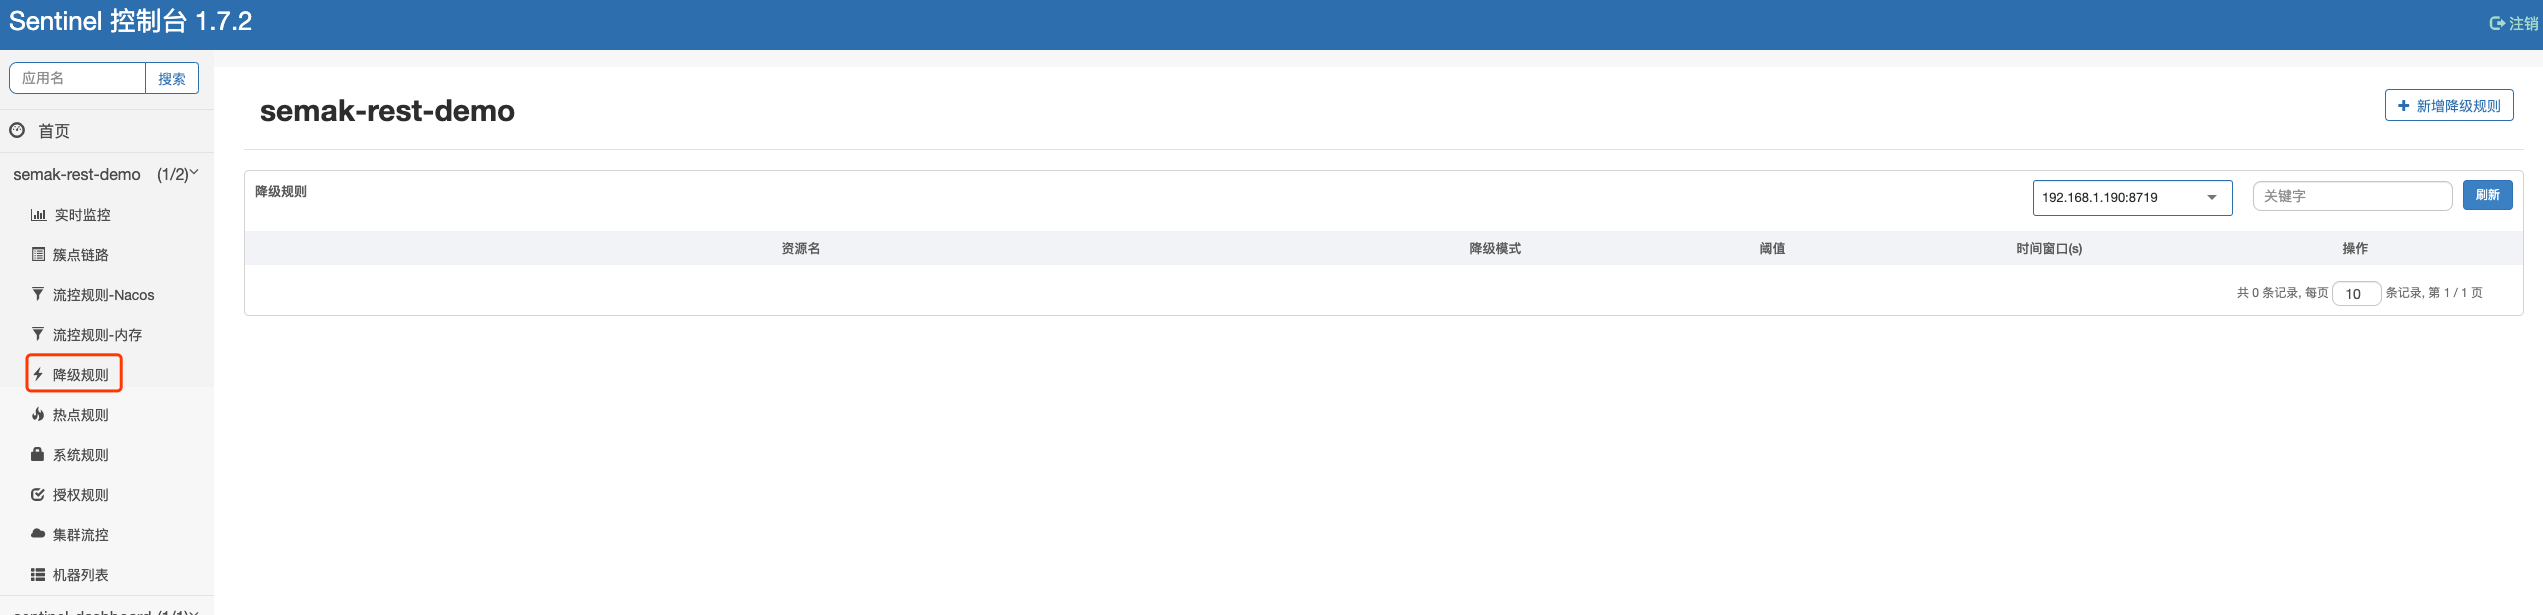 Sentinel 控制台 1.7.2
注销
应用名 搜索
首页
semak-rest-demo (1/2)
实时监控
簇点链路
流控规则-Nacos
流控规则-内存
降级规则
热点规则
系统规则
授权规则
集群流控
机器列表
sentinel-dashboard (1/1)
semak-rest-demo
新增降级规则
降级规则
192.168.1.190:8719 关键字 刷新
资源名 降级模式 阈值 时间窗口(s) 操作
共 0 条记录, 每页 10 条记录, 第 1 / 1 页